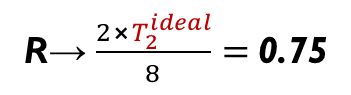 R→ (2×T₂^ideal)/8 = 0.75